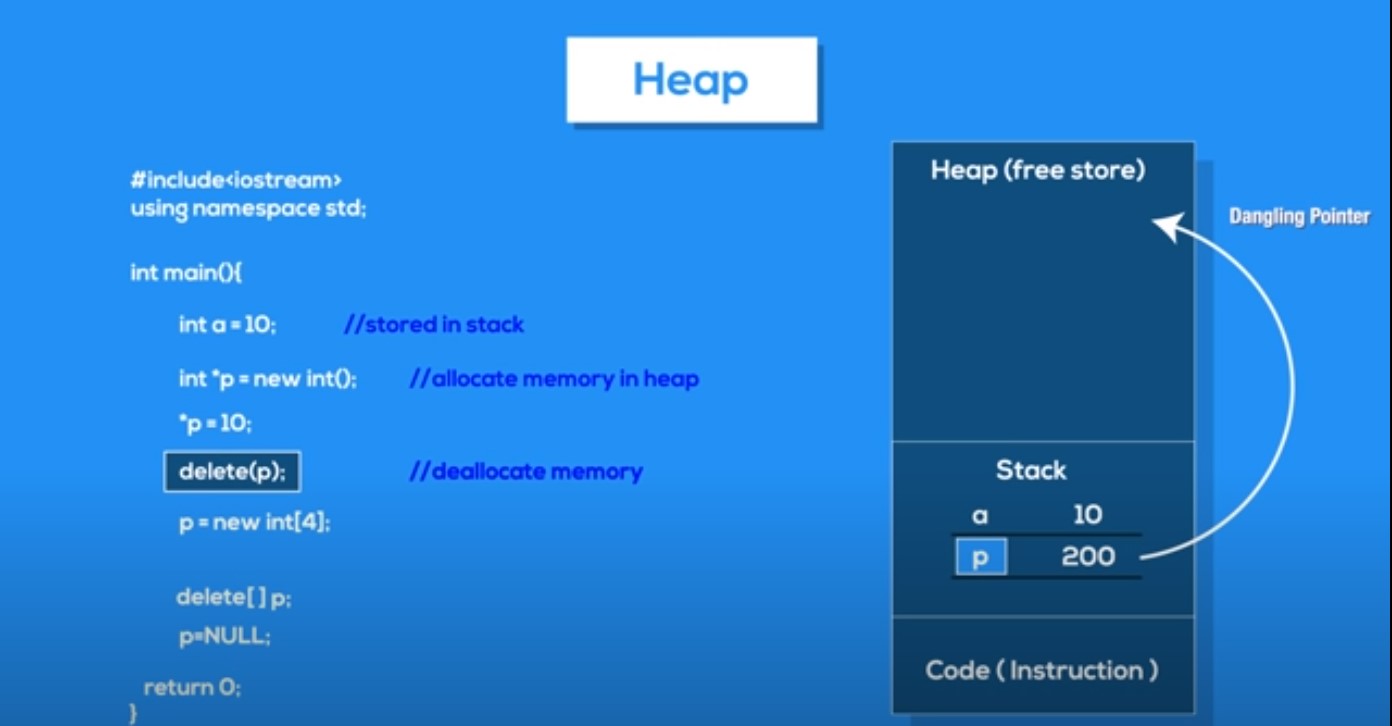 Heap
#include<iostream>
using namespace std;
int main(){
int a = 10; //stored in stack
int *p = new int(); //allocate memory in heap
*p = 10;
delete(p); //deallocate memory
p = new int[4];
delete[ ] p;
p=NULL;
return 0;
}
Heap (free store)
Dangling Pointer
Stack
a 10
p 200
Code ( Instruction )